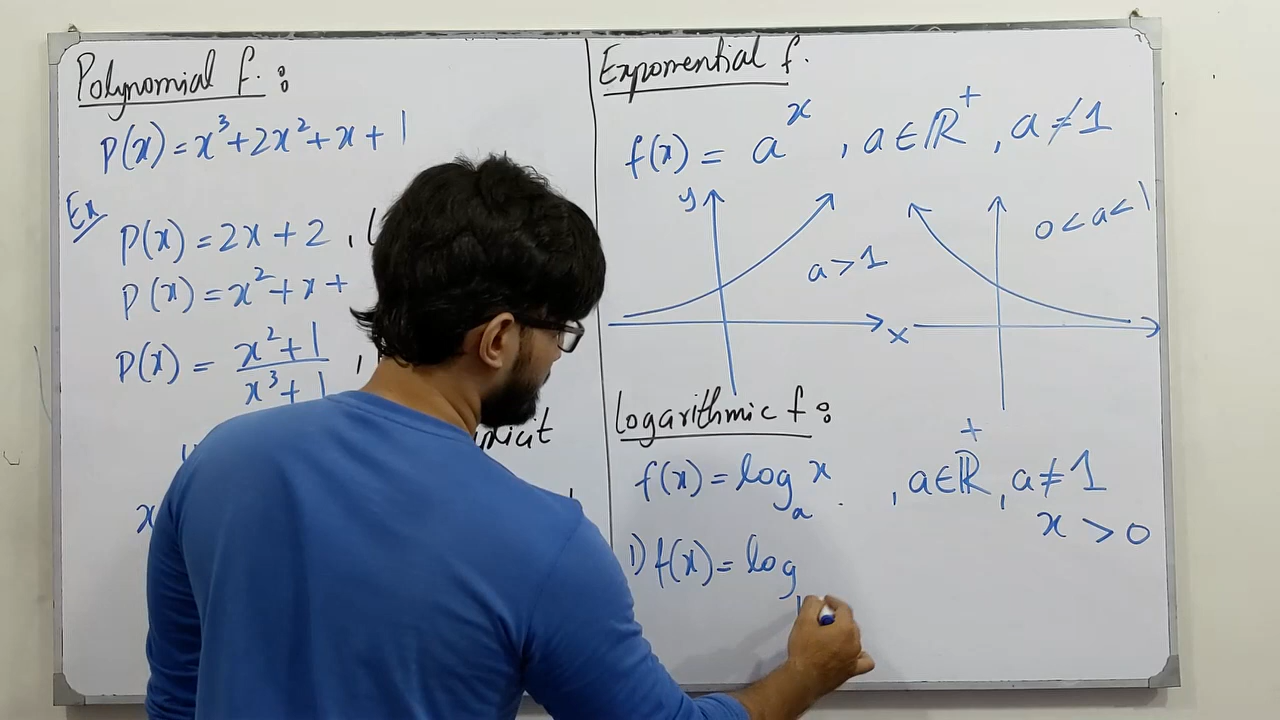 Polynomial f. :
P(x) = x³ + 2x² + x + 1
Ex
P(x) = 2x + 2 ,
P(x) = x² + x +
P(x) = (x² + 1)/(x³ + 1) ,
x
Exponential f.
f(x) = aˣ , a ∈ ℝ⁺ , a ≠ 1
y
a > 1
x
0 < a < 1
Logarithmic f :
f(x) = logₐ x . , a ∈ ℝ⁺ , a ≠ 1
x > 0
1) f(x) = log